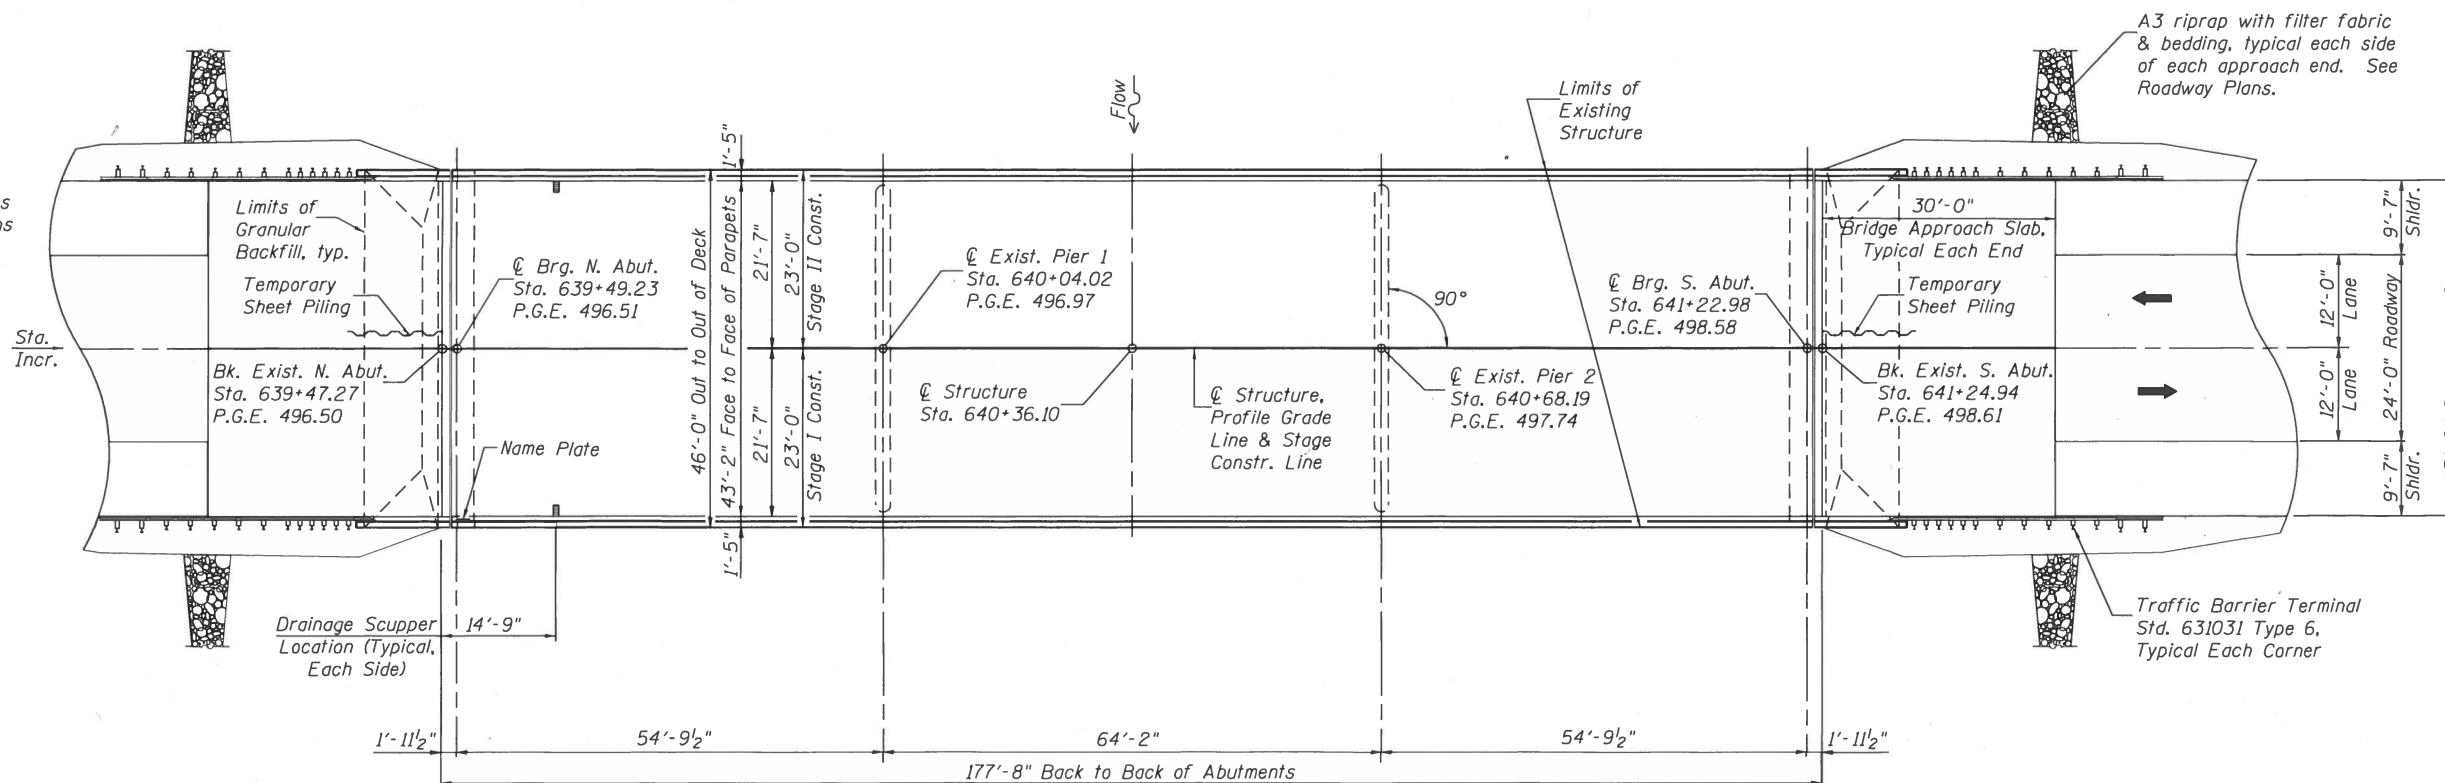 A3 riprap with filter fabric
& bedding, typical each side
of each approach end. See
Roadway Plans.
Flow
Limits of
Existing
Structure
1'-5"
Limits of
Granular
Backfill, typ.
Temporary
Sheet Piling
℄ Brg. N. Abut.
Sta. 639+49.23
P.G.E. 496.51
46'-0" Out to Out of Deck
43'-2" Face to Face of Parapets
21'-7"
23'-0"
Stage II Const.
℄ Exist. Pier 1
Sta. 640+04.02
P.G.E. 496.97
90°
℄ Brg. S. Abut.
Sta. 641+22.98
P.G.E. 498.58
30'-0"
Bridge Approach Slab,
Typical Each End
Temporary
Sheet Piling
9'-7"
Shldr.
12'-0"
Lane
24'-0" Roadway
12'-0"
Lane
9'-7"
Shldr.
Sta.
Incr.
Bk. Exist. N. Abut.
Sta. 639+47.27
P.G.E. 496.50
Name Plate
21'-7"
23'-0"
Stage I Const.
1'-5"
℄ Structure
Sta. 640+36.10
℄ Structure,
Profile Grade
Line & Stage
Constr. Line
℄ Exist. Pier 2
Sta. 640+68.19
P.G.E. 497.74
Bk. Exist. S. Abut.
Sta. 641+24.94
P.G.E. 498.61
Drainage Scupper
Location (Typical,
Each Side)
14'-9"
Traffic Barrier Terminal
Std. 631031 Type 6,
Typical Each Corner
1'-11½"
54'-9½"
64'-2"
54'-9½"
1'-11½"
177'-8" Back to Back of Abutments